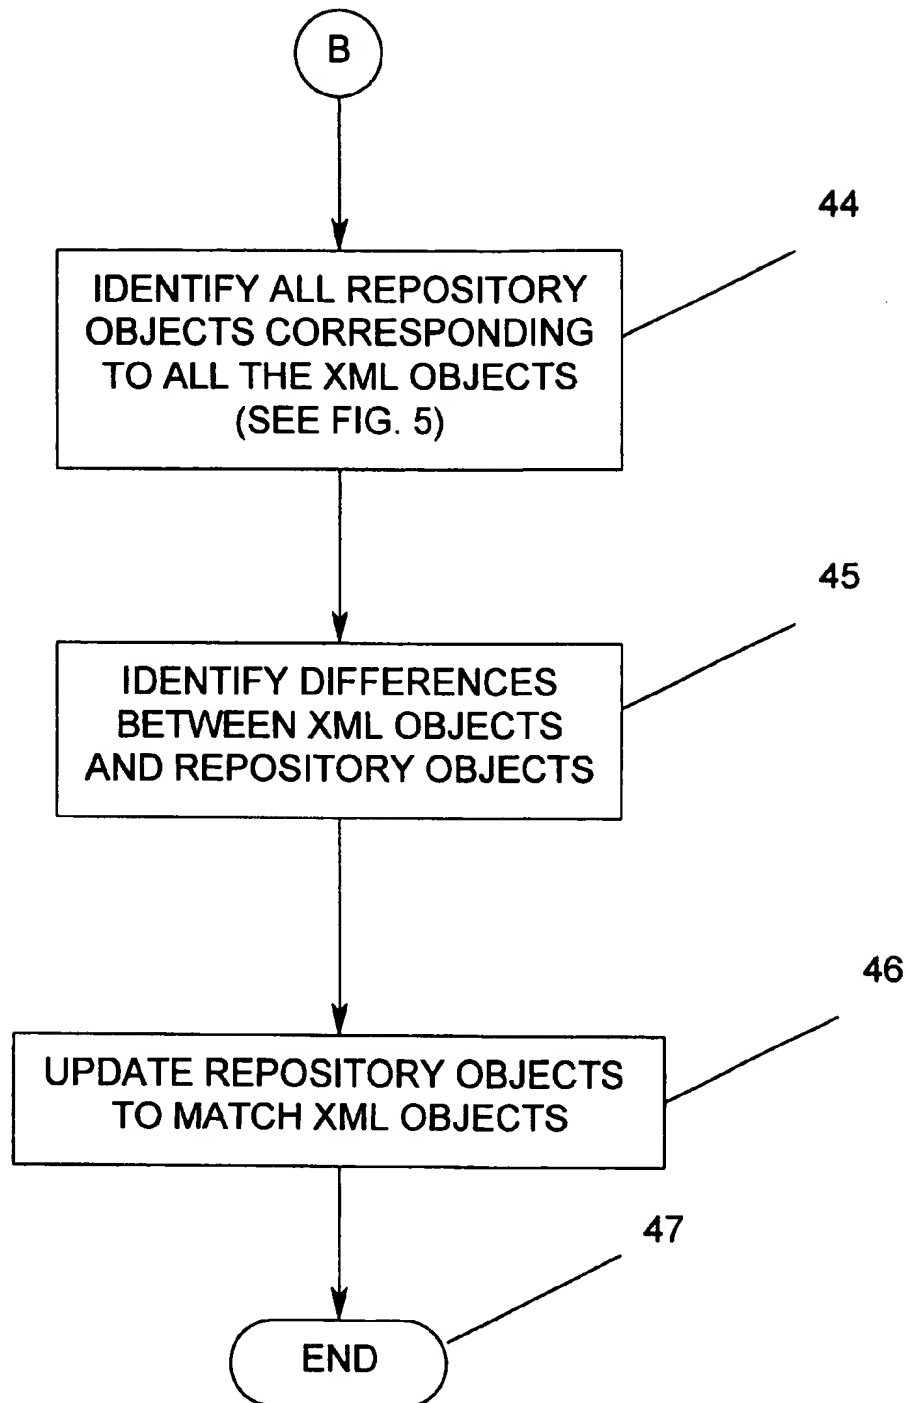 B
44
IDENTIFY ALL REPOSITORY
OBJECTS CORRESPONDING
TO ALL THE XML OBJECTS
(SEE FIG. 5)
45
IDENTIFY DIFFERENCES
BETWEEN XML OBJECTS
AND REPOSITORY OBJECTS
46
UPDATE REPOSITORY OBJECTS
TO MATCH XML OBJECTS
47
END